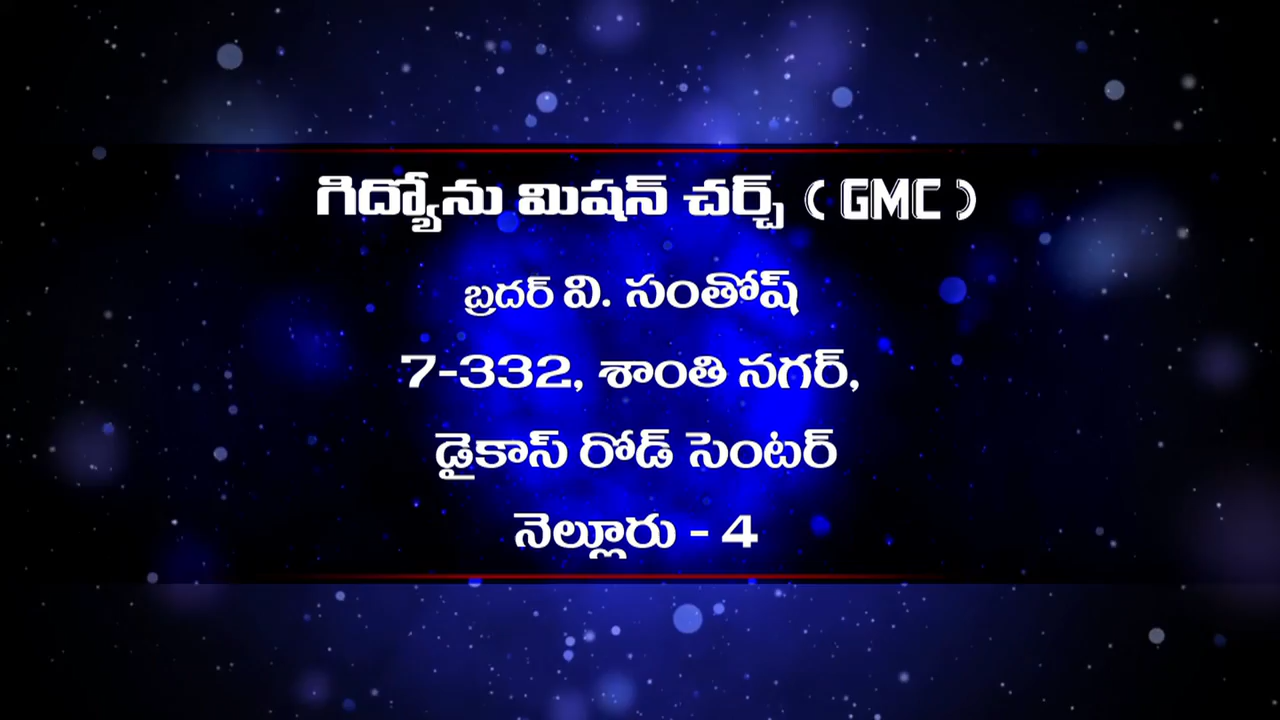 గిద్యోను మిషన్ చర్చ్ ( GMC )
బ్రదర్ వి. సంతోష్
7-332, శాంతి నగర్,
డైకాస్ రోడ్ సెంటర్
నెల్లూరు - 4